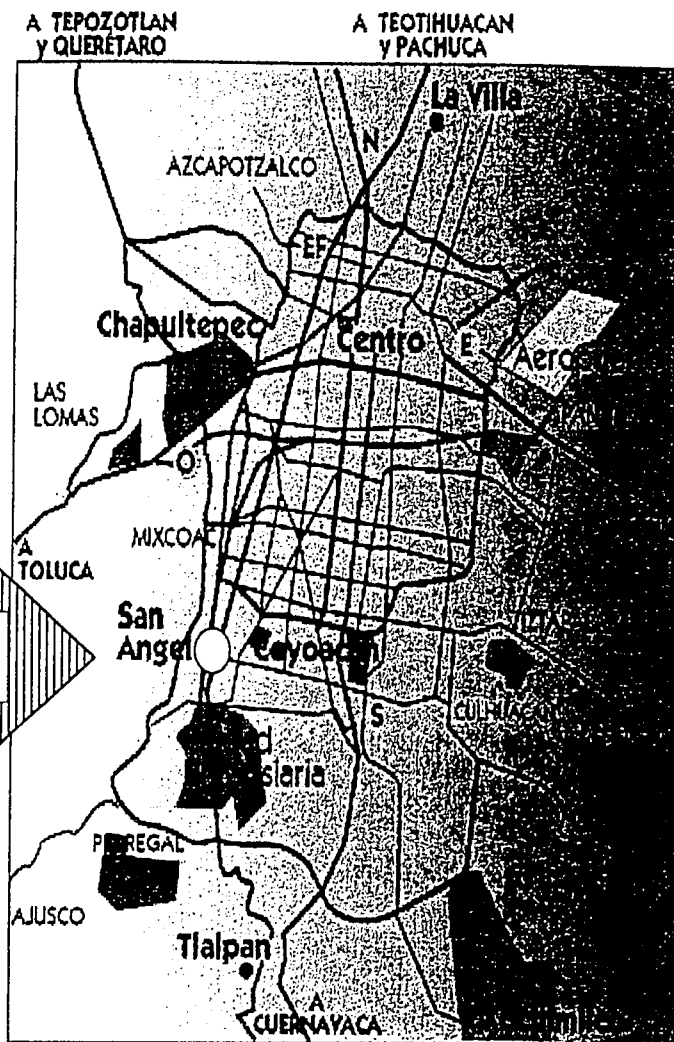 A TEPOZOTLAN
y QUERÉTARO
A TEOTIHUACAN
y PACHUCA
La Villa
N
AZCAPOTZALCO
EF
Chapultepec
Centro
E
LAS
LOMAS
O
MIXCOAC
A
TOLUCA
San
Angel
Coyoacán
S
AJUSCO
Tlalpan
A
CUERNAVACA